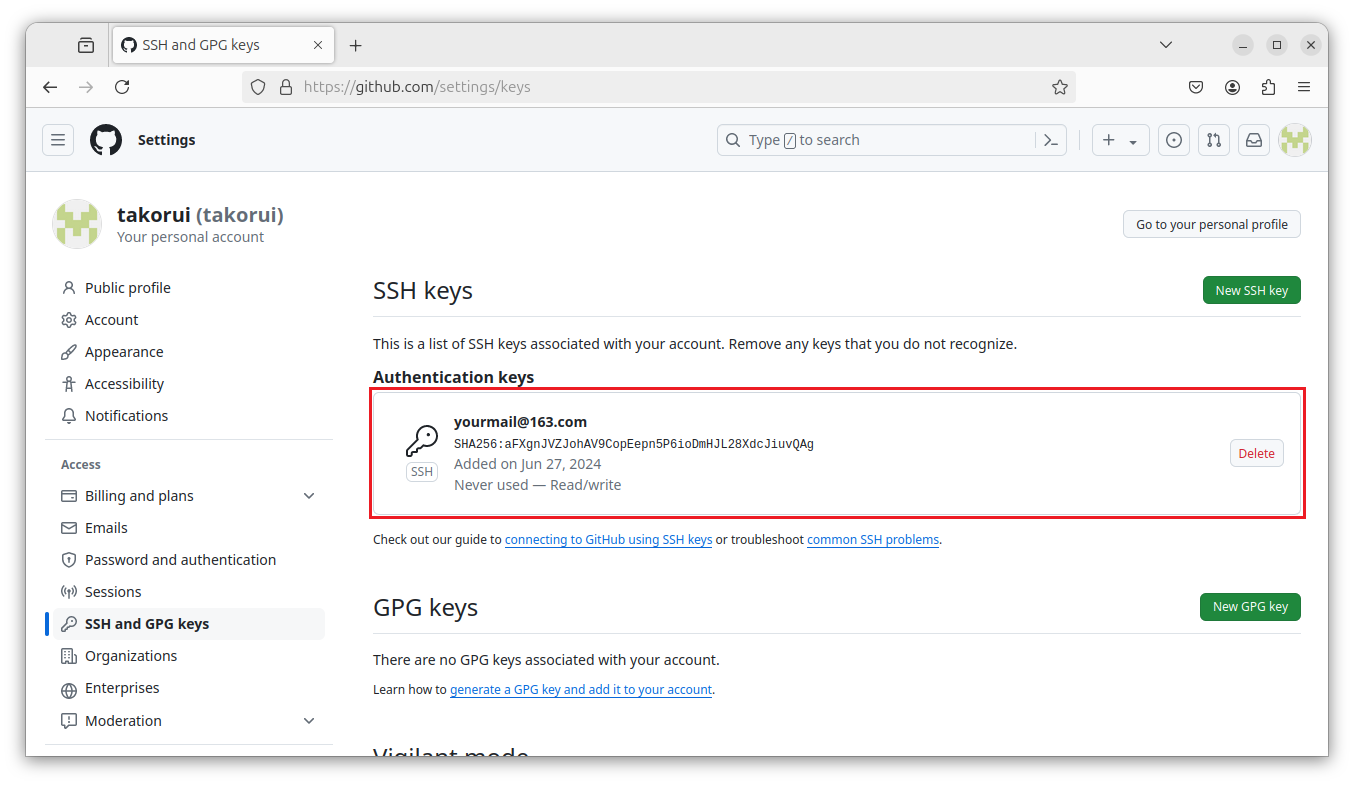 SSH and GPG keys
https://github.com/settings/keys
Settings
Type / to search
takorui (takorui)
Your personal account
Go to your personal profile
Public profile
Account
Appearance
Accessibility
Notifications
Access
Billing and plans
Emails
Password and authentication
Sessions
SSH and GPG keys
Organizations
Enterprises
Moderation
SSH keys
New SSH key
This is a list of SSH keys associated with your account. Remove any keys that you do not recognize.
Authentication keys
SSH
yourmail@163.com
SHA256:aFXgnJVZJohAV9CopEepn5P6ioDmHJL28XdcJiuvQAg
Added on Jun 27, 2024
Never used — Read/write
Delete
Check out our guide to connecting to GitHub using SSH keys or troubleshoot common SSH problems.
GPG keys
New GPG key
There are no GPG keys associated with your account.
Learn how to generate a GPG key and add it to your account.
Vigilant mode